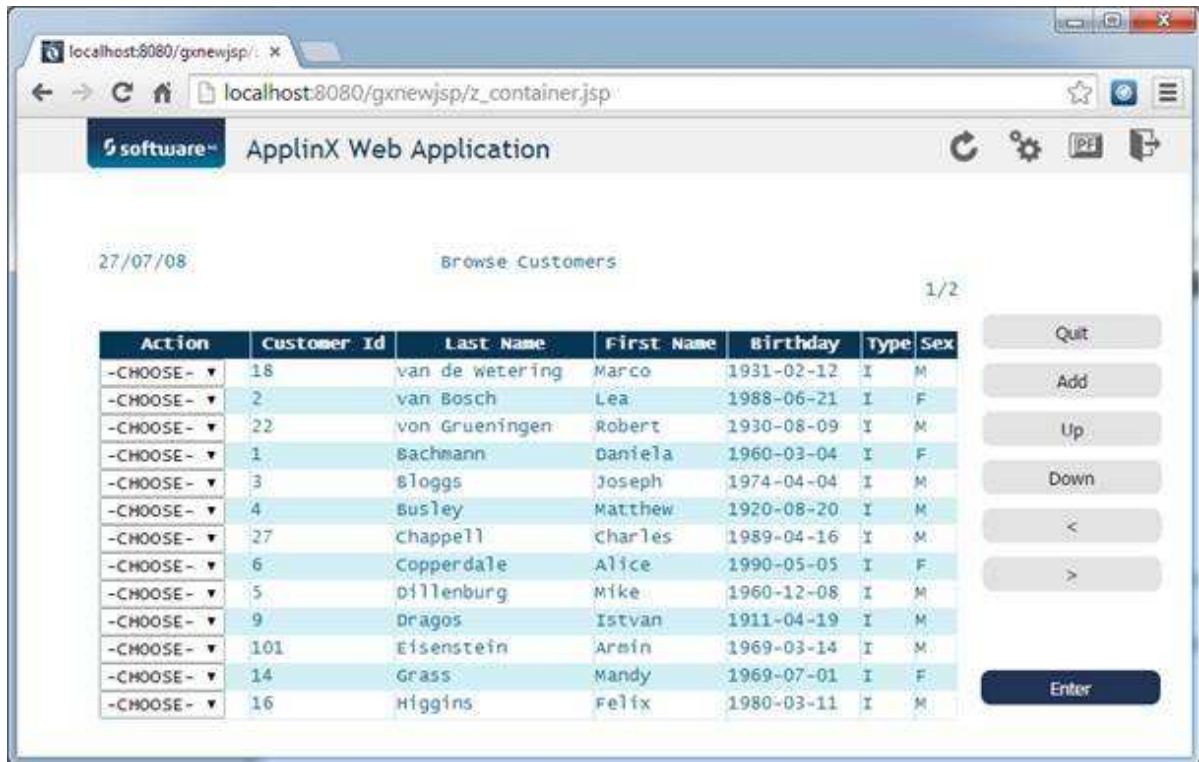 localhost:8080/gxnewjsp/:
localhost:8080/gxnewjsp/z_container.jsp
software AG
ApplinX Web Application
PF
27/07/08 Browse Customers
1/2
Action Customer Id Last Name First Name Birthday Type Sex
-CHOOSE- 18 van de Wetering Marco 1931-02-12 I M
-CHOOSE- 2 van Bosch Lea 1988-06-21 I F
-CHOOSE- 22 von Grueningen Robert 1930-08-09 I M
-CHOOSE- 1 Bachmann Daniela 1960-03-04 I F
-CHOOSE- 3 Bloggs Joseph 1974-04-04 I M
-CHOOSE- 4 Busley Matthew 1920-08-20 I M
-CHOOSE- 27 Chappell Charles 1989-04-16 I M
-CHOOSE- 6 Copperdale Alice 1990-05-05 I F
-CHOOSE- 5 Dillenburg Mike 1960-12-08 I M
-CHOOSE- 9 Dragos Istvan 1911-04-19 I M
-CHOOSE- 101 Eisenstein Armin 1969-03-14 I M
-CHOOSE- 14 Grass Mandy 1969-07-01 I F
-CHOOSE- 16 Higgins Felix 1980-03-11 I M
Quit
Add
Up
Down
<
>
Enter